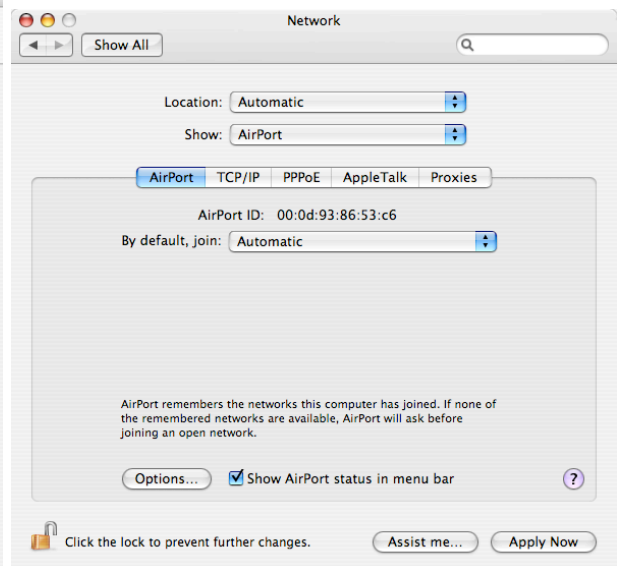 Network
Show All
Location: Automatic
Show: AirPort
AirPort TCP/IP PPPoE AppleTalk Proxies
AirPort ID: 00:0d:93:86:53:c6
By default, join: Automatic
AirPort remembers the networks this computer has joined. If none of
the remembered networks are available, AirPort will ask before
joining an open network.
Options... Show AirPort status in menu bar ?
Click the lock to prevent further changes. Assist me... Apply Now